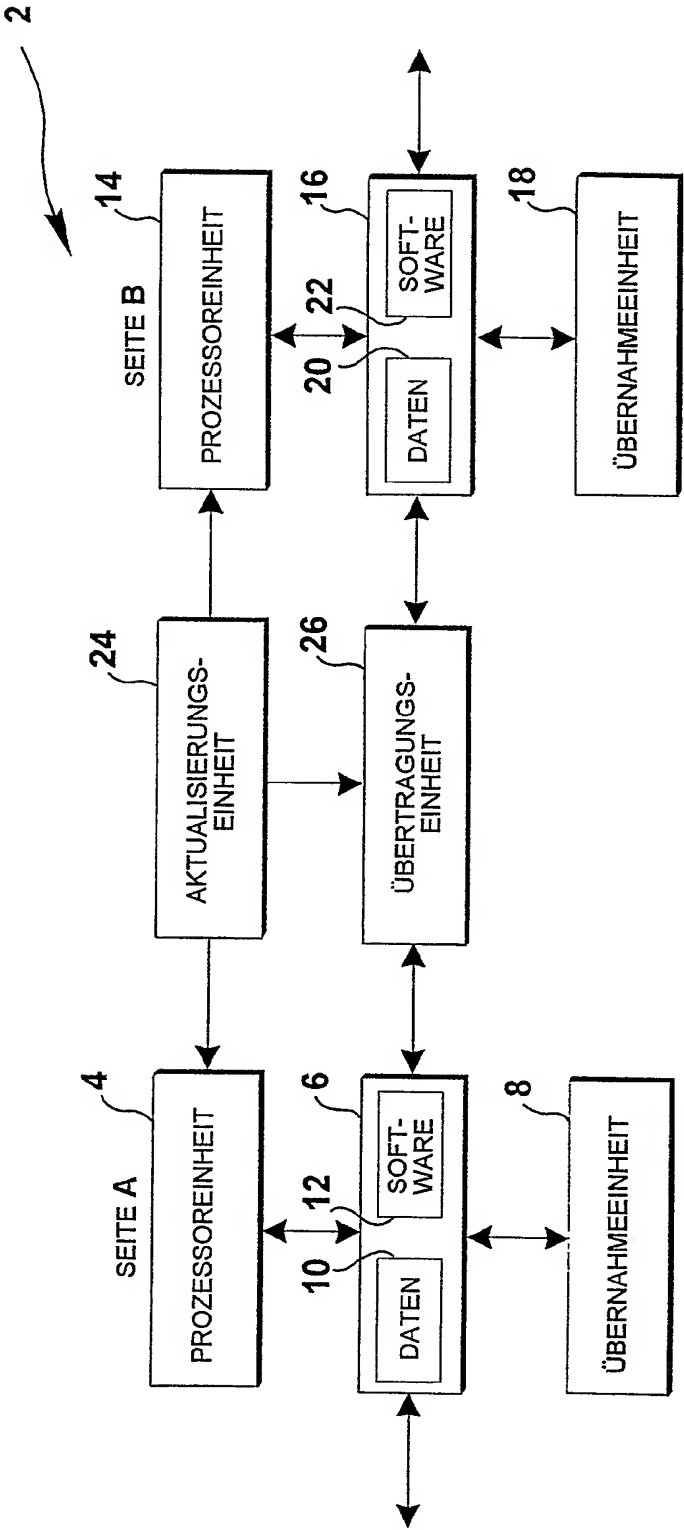 2
SEITE A
4
PROZESSOREINHEIT
10
12
6
DATEN
SOFT-
WARE
8
ÜBERNAHMEEINHEIT
24
AKTUALISIERUNGS-
EINHEIT
26
ÜBERTRAGUNGS-
EINHEIT
SEITE B
14
PROZESSOREINHEIT
20
22
16
DATEN
SOFT-
WARE
18
ÜBERNAHMEEINHEIT